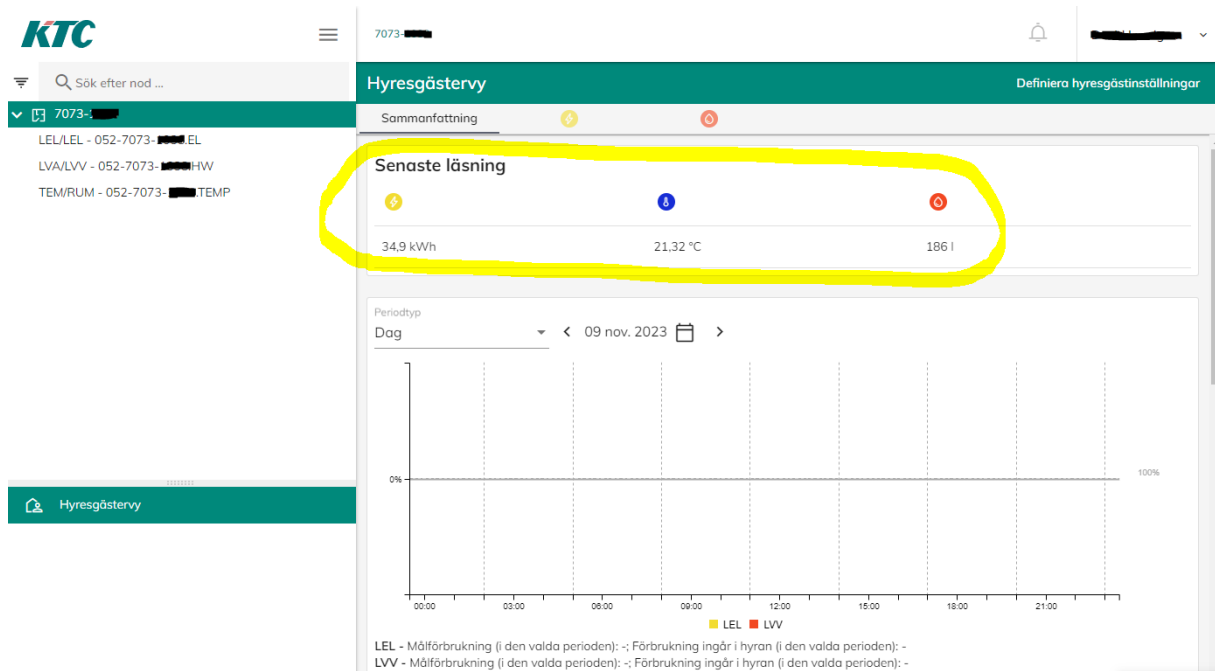 KTC
7073-
Sök efter nod ...
Hyresgästervy
Definiera hyresgästinställningar
7073-
Sammanfattning
LEL/LEL - 052-7073- .EL
LVA/LVV - 052-7073- HW
TEM/RUM - 052-7073- .TEMP
Senaste läsning
34,9 kWh
21,32 °C
186 l
Periodtyp
Dag
09 nov. 2023
0%
100%
00:00 03:00 06:00 09:00 12:00 15:00 18:00 21:00
LEL LVV
LEL - Målförbrukning (i den valda perioden): -; Förbrukning ingår i hyran (i den valda perioden): -
LVV - Målförbrukning (i den valda perioden): -; Förbrukning ingår i hyran (i den valda perioden): -
Hyresgästervy